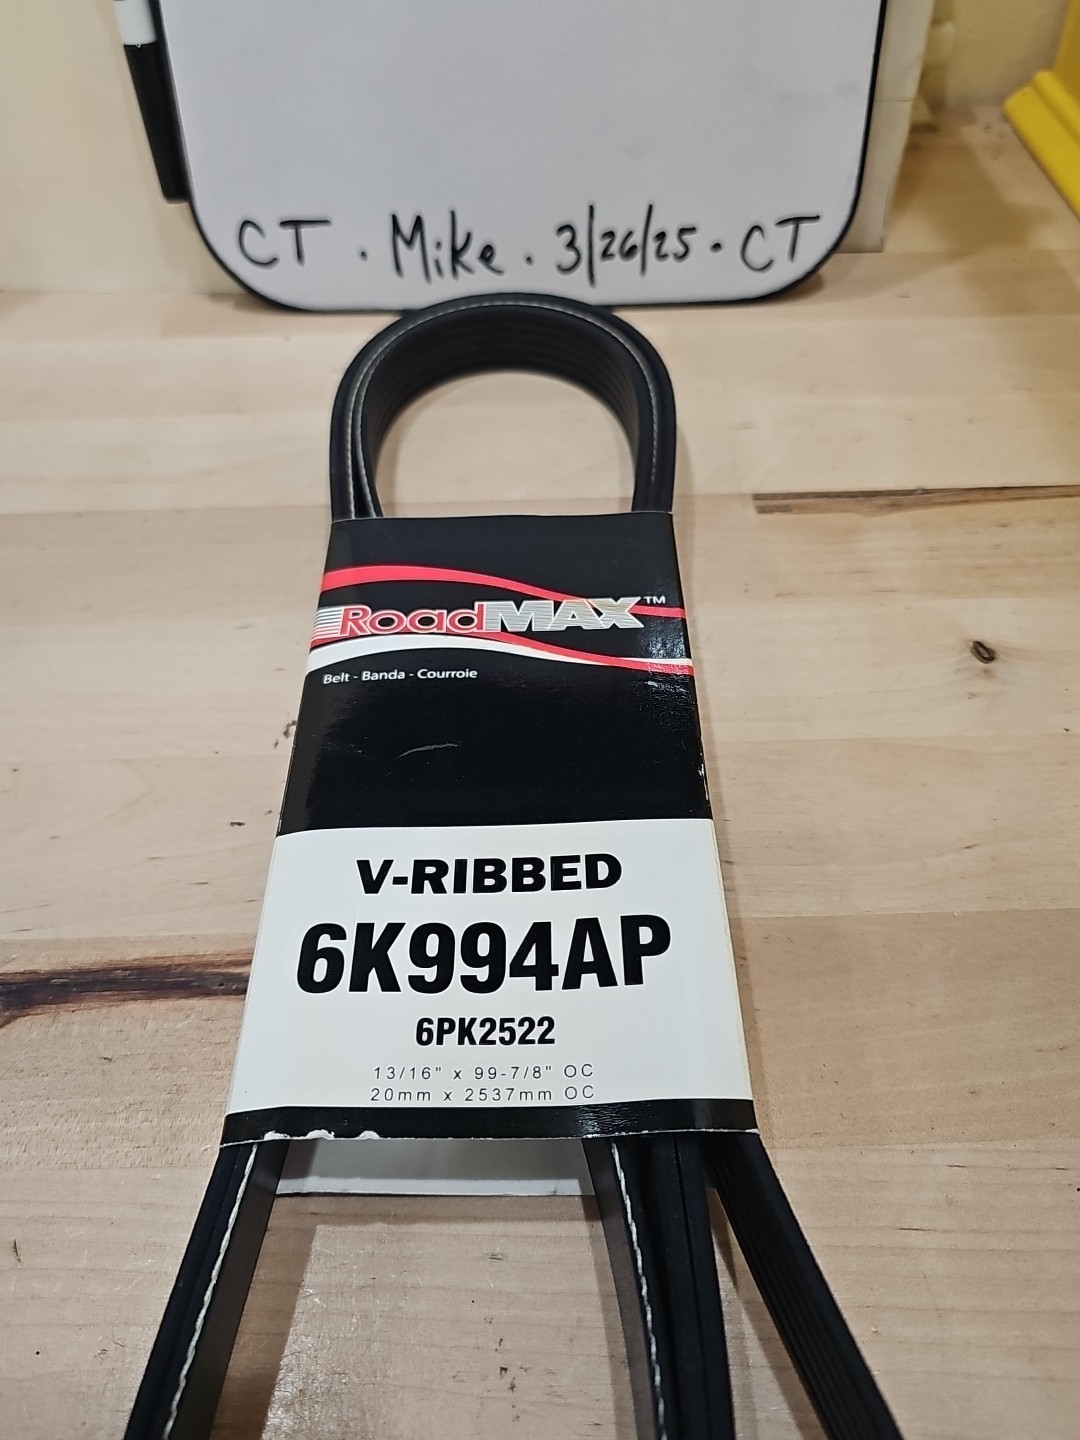 CT . Mike . 3/26/25 . CT
RoadMAX™
Belt - Banda - Courroie
V-RIBBED
6K994AP
6PK2522
13/16" x 99-7/8" OC
20mm x 2537mm OC